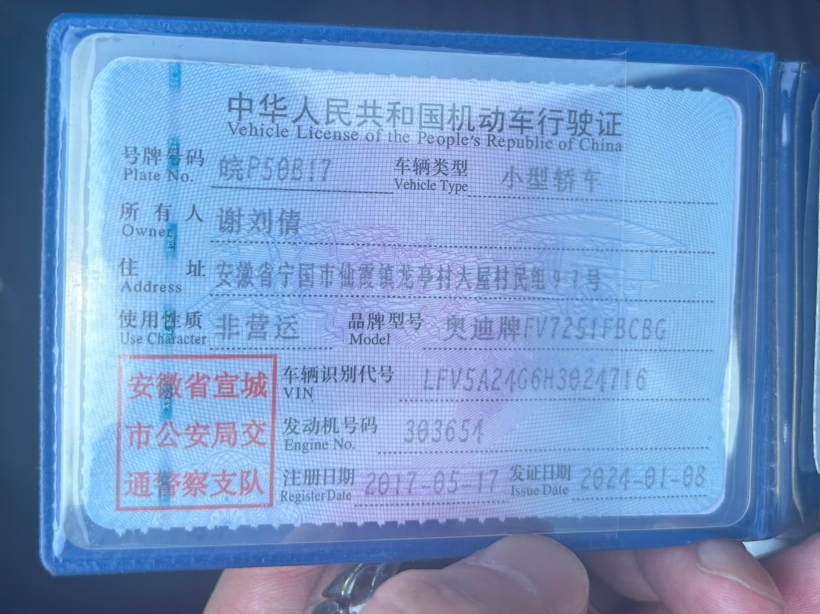 中华人民共和国机动车行驶证
Vehicle License of the People's Republic of China
号牌号码 皖P50B17 车辆类型 小型轿车
Plate No. Vehicle Type
所有人 谢刘倩
Owner
住址 安徽省宁国市仙霞镇龙亭村大屋村民组97号
Address
使用性质 非营运 品牌型号 奥迪牌FV7251FBCBG
Use Character Model
安徽省宣城 车辆识别代号 LFV5A24G6H3024716
VIN
市公安局交 发动机号码 303654
Engine No.
通警察支队 注册日期 2017-05-17 发证日期 2024-01-08
Register Date Issue Date